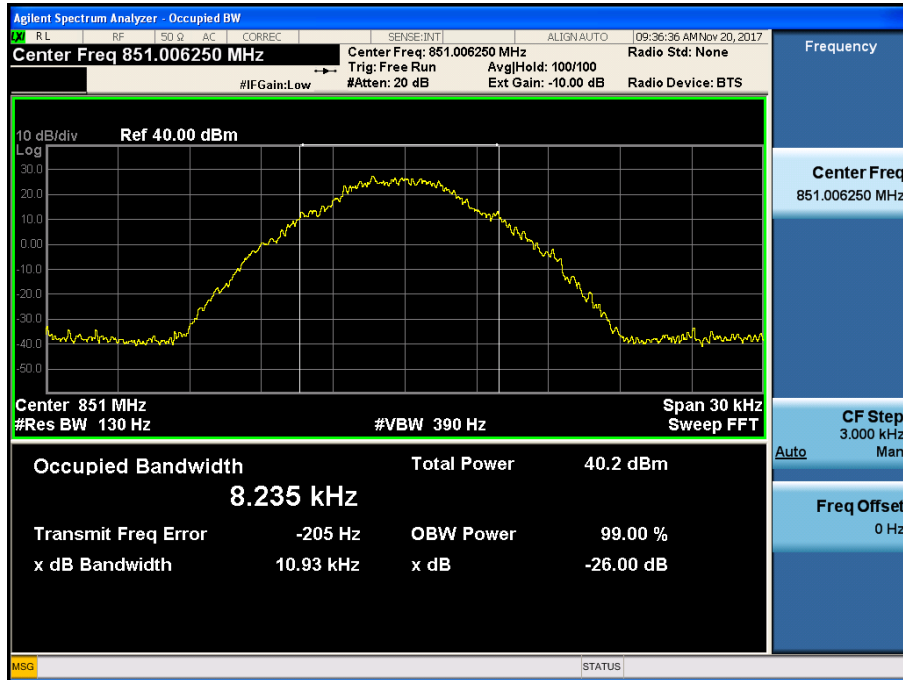 Agilent Spectrum Analyzer - Occupied BW
LXI RL RF 50 Ω AC CORREC SENSE:INT ALIGNAUTO 09:36:36 AM Nov 20, 2017
Center Freq 851.006250 MHz
Center Freq: 851.006250 MHz Radio Std: None
Trig: Free Run Avg|Hold: 100/100
#IFGain:Low #Atten: 20 dB Ext Gain: -10.00 dB Radio Device: BTS
10 dB/div Ref 40.00 dBm
Log
30.0
20.0
10.0
0.00
-10.0
-20.0
-30.0
-40.0
-50.0
Center 851 MHz Span 30 kHz
#Res BW 130 Hz #VBW 390 Hz Sweep FFT
Occupied Bandwidth Total Power 40.2 dBm
8.235 kHz
Transmit Freq Error -205 Hz OBW Power 99.00 %
x dB Bandwidth 10.93 kHz x dB -26.00 dB
MSG STATUS
Frequency
Center Freq
851.006250 MHz
CF Step
3.000 kHz
Auto Man
Freq Offset
0 Hz